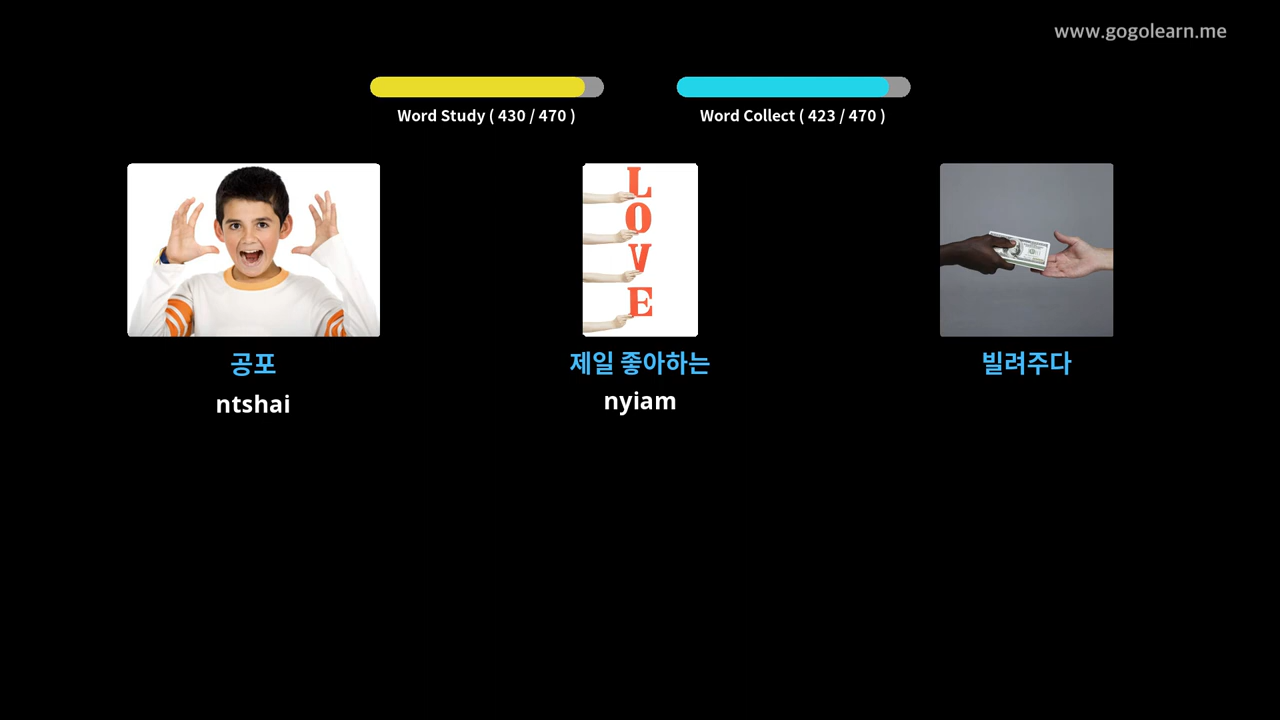 www.gogolearn.me
Word Study ( 430 / 470 )
Word Collect ( 423 / 470 )
L
O
V
E
공포
제일 좋아하는
빌려주다
ntshai
nyiam